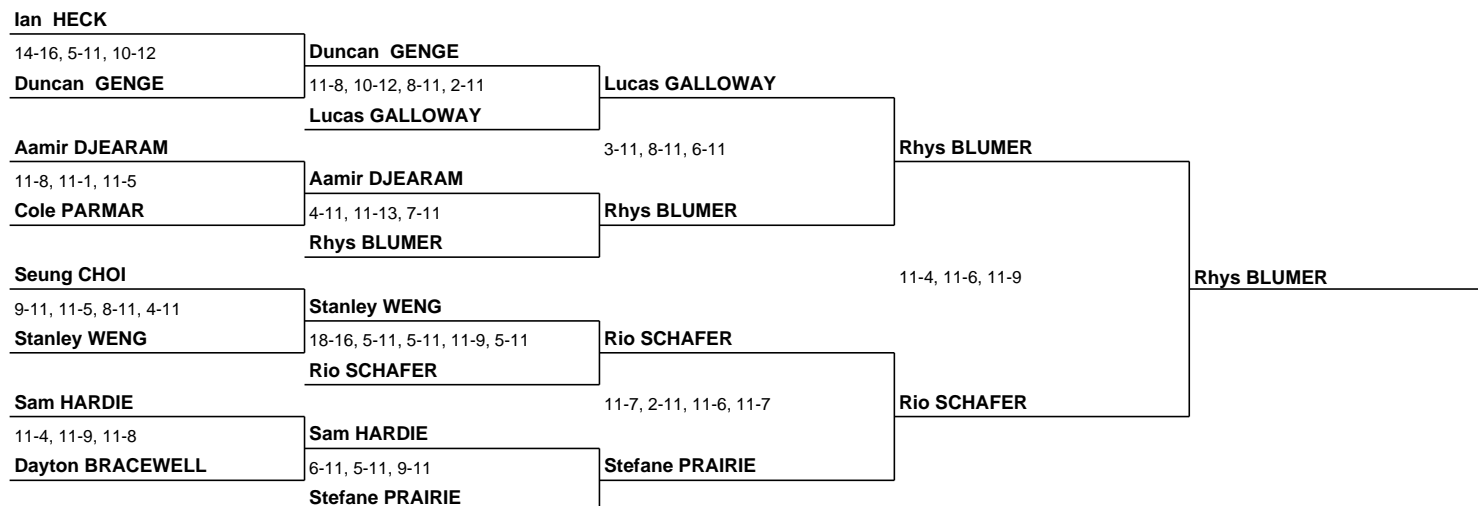 Ian  HECK
14-16, 5-11, 10-12
Duncan  GENGE
Duncan  GENGE
11-8, 10-12, 8-11, 2-11
Lucas GALLOWAY
Lucas GALLOWAY
Aamir DJEARAM
11-8, 11-1, 11-5
Cole PARMAR
Aamir DJEARAM
4-11, 11-13, 7-11
Rhys BLUMER
3-11, 8-11, 6-11
Rhys BLUMER
Rhys BLUMER
Seung CHOI
9-11, 11-5, 8-11, 4-11
Stanley WENG
Stanley WENG
18-16, 5-11, 5-11, 11-9, 5-11
Rio SCHAFER
Rio SCHAFER
Sam HARDIE
11-4, 11-9, 11-8
Dayton BRACEWELL
Sam HARDIE
6-11, 5-11, 9-11
Stefane PRAIRIE
11-7, 2-11, 11-6, 11-7
Stefane PRAIRIE
Rio SCHAFER
11-4, 11-6, 11-9
Rhys BLUMER